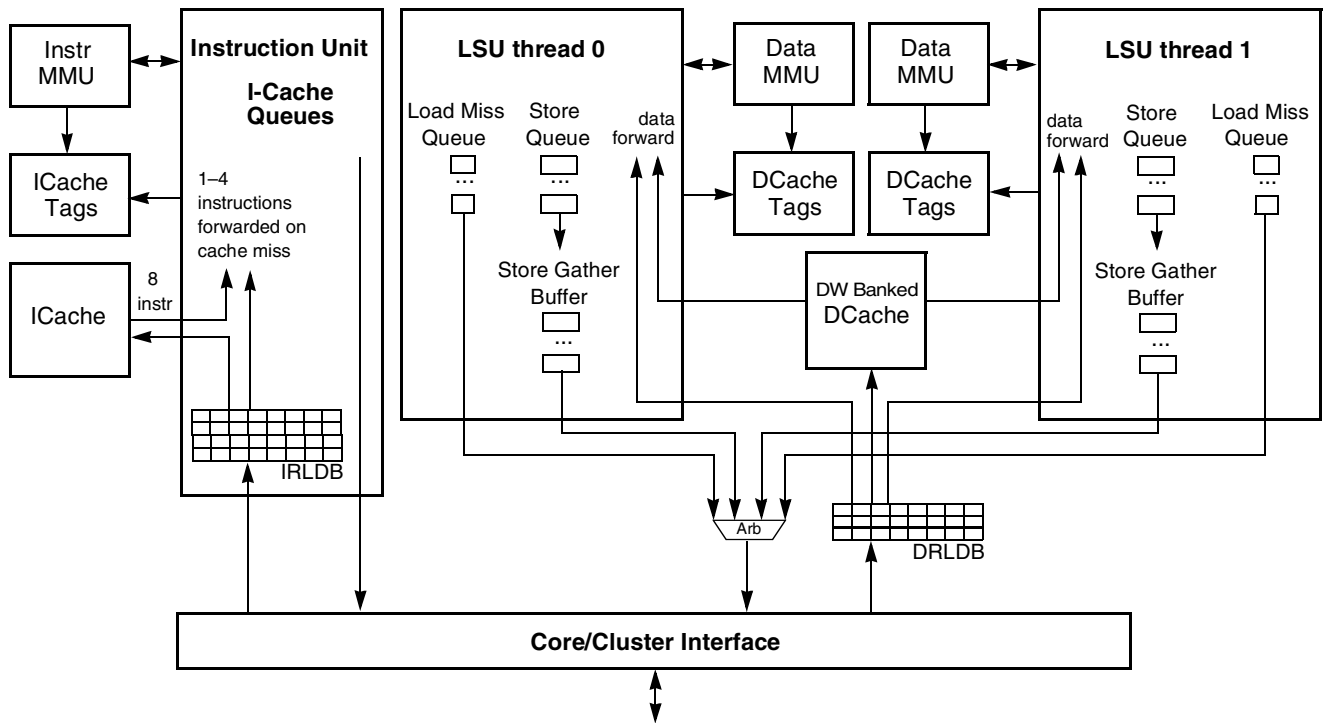 Instr
MMU
Instruction Unit
I-Cache
Queues
LSU thread 0
Data
MMU
Data
MMU
LSU thread 1
Load Miss
Queue
...
Store
Queue
...
data
forward
data
forward
Store
Queue
...
Load Miss
Queue
...
ICache
Tags
1–4
instructions
forwarded on
cache miss
DCache
Tags
DCache
Tags
ICache
8
instr
Store Gather
Buffer
...
DW Banked
DCache
Store Gather
Buffer
...
IRLDB
Arb
DRLDB
Core/Cluster Interface